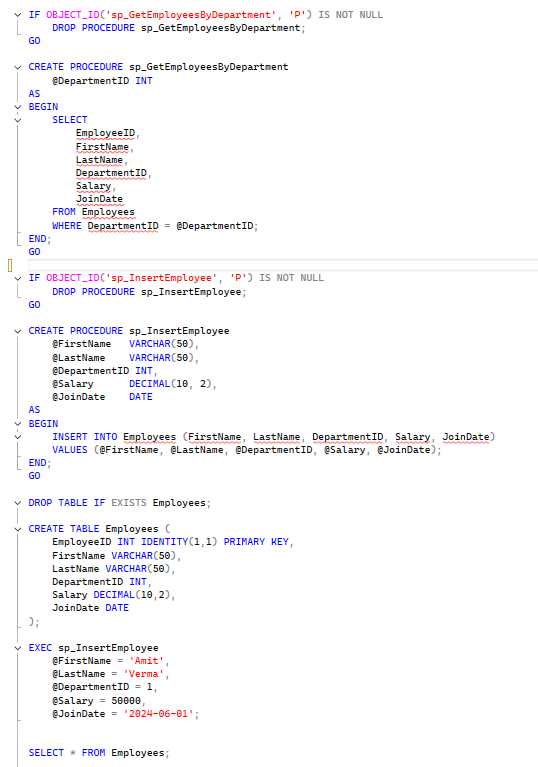 IF OBJECT_ID('sp_GetEmployeesByDepartment', 'P') IS NOT NULL
    DROP PROCEDURE sp_GetEmployeesByDepartment;
GO

CREATE PROCEDURE sp_GetEmployeesByDepartment
    @DepartmentID INT
AS
BEGIN
    SELECT
        EmployeeID,
        FirstName,
        LastName,
        DepartmentID,
        Salary,
        JoinDate
    FROM Employees
    WHERE DepartmentID = @DepartmentID;
END;
GO

IF OBJECT_ID('sp_InsertEmployee', 'P') IS NOT NULL
    DROP PROCEDURE sp_InsertEmployee;
GO

CREATE PROCEDURE sp_InsertEmployee
    @FirstName   VARCHAR(50),
    @LastName    VARCHAR(50),
    @DepartmentID INT,
    @Salary      DECIMAL(10, 2),
    @JoinDate    DATE
AS
BEGIN
    INSERT INTO Employees (FirstName, LastName, DepartmentID, Salary, JoinDate)
    VALUES (@FirstName, @LastName, @DepartmentID, @Salary, @JoinDate);
END;
GO

DROP TABLE IF EXISTS Employees;

CREATE TABLE Employees (
    EmployeeID INT IDENTITY(1,1) PRIMARY KEY,
    FirstName VARCHAR(50),
    LastName VARCHAR(50),
    DepartmentID INT,
    Salary DECIMAL(10,2),
    JoinDate DATE
);

EXEC sp_InsertEmployee
    @FirstName = 'Amit',
    @LastName = 'Verma',
    @DepartmentID = 1,
    @Salary = 50000,
    @JoinDate = '2024-06-01';


SELECT * FROM Employees;